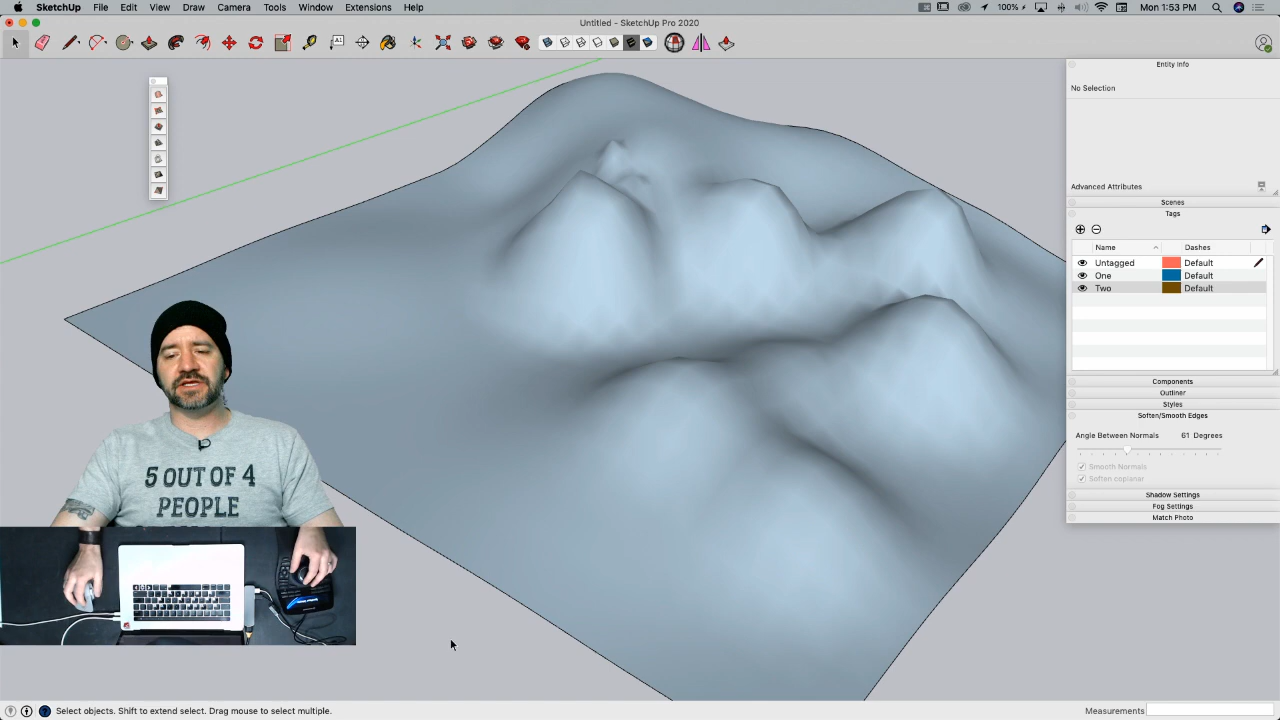 SketchUp File Edit View Draw Camera Tools Window Extensions Help
100% Mon 1:53 PM
Untitled - SketchUp Pro 2020
Entity Info
No Selection
Advanced Attributes
Scenes
Tags
Name Dashes
Untagged Default
One Default
Two Default
Components
Outliner
Styles
Soften/Smooth Edges
Angle Between Normals 61 Degrees
Smooth Normals
Soften coplanar
Shadow Settings
Fog Settings
Match Photo
5 OUT OF 4
PEOPLE
Select objects. Shift to extend select. Drag mouse to select multiple.
Measurements